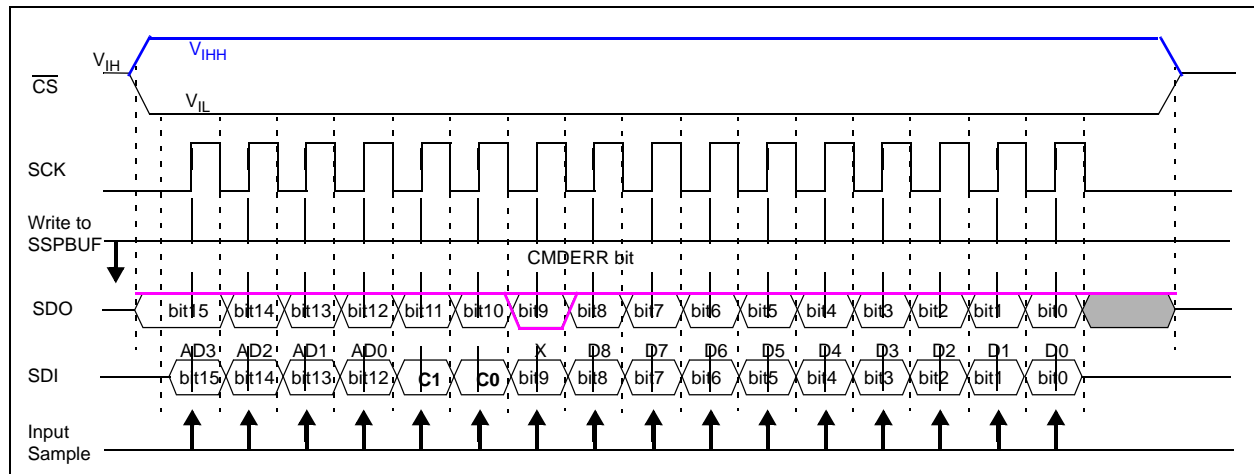 VIH
VIHH
CS
VIL
SCK
Write to
SSPBUF
CMDERR bit
SDO bit15 bit14 bit13 bit12 bit11 bit10 bit9 bit8 bit7 bit6 bit5 bit4 bit3 bit2 bit1 bit0
AD3 AD2 AD1 AD0 X D8 D7 D6 D5 D4 D3 D2 D1 D0
SDI bit15 bit14 bit13 bit12 C1 C0 bit9 bit8 bit7 bit6 bit5 bit4 bit3 bit2 bit1 bit0
Input
Sample